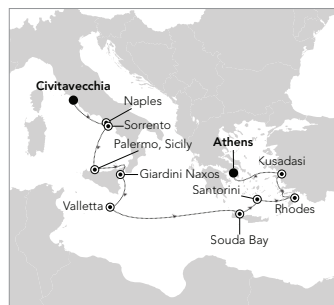 Civitavecchia
Naples
Sorrento
Athens
Palermo, Sicily
Kusadasi
Giardini Naxos
Santorini
Valletta
Rhodes
Souda Bay